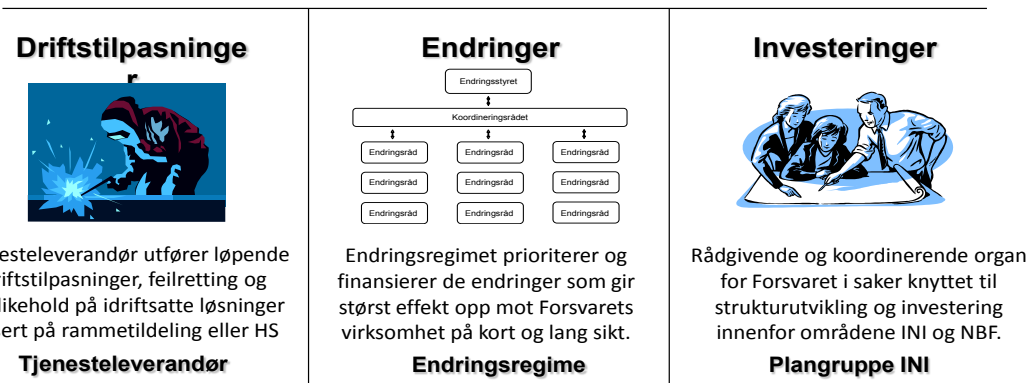 Driftstilpasninge
r
esteleverandør utfører løpende
riftstilpasninger, feilretting og
likehold på idriftsatte løsninger
sert på rammetildeling eller HS
Tjenesteleverandør
Endringer
Endringsstyret
Koordineringsrådet
Endringsråd Endringsråd Endringsråd
Endringsråd Endringsråd Endringsråd
Endringsråd Endringsråd Endringsråd
Endringsregimet prioriterer og
finansierer de endringer som gir
størst effekt opp mot Forsvarets
virksomhet på kort og lang sikt.
Endringsregime
Investeringer
Rådgivende og koordinerende organ
for Forsvaret i saker knyttet til
strukturutvikling og investering
innenfor områdene INI og NBF.
Plangruppe INI